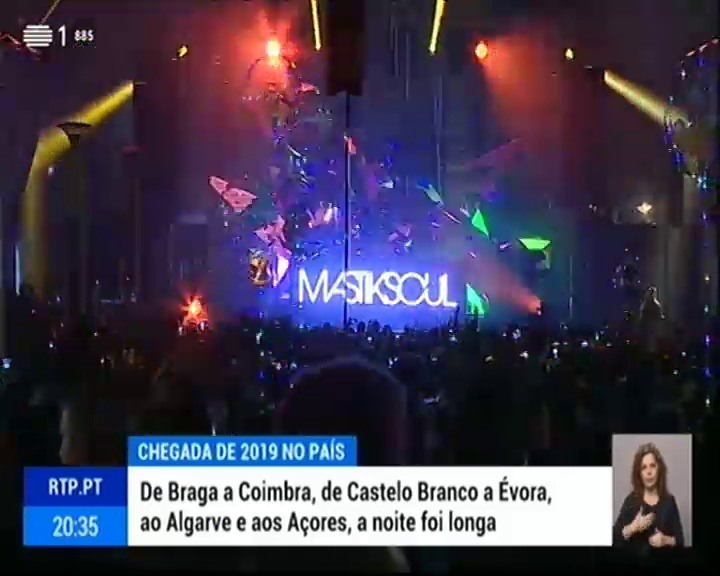 1 885
MASTIKSOUL
CHEGADA DE 2019 NO PAÍS
RTP.PT
De Braga a Coimbra, de Castelo Branco a Évora,
20:35
ao Algarve e aos Açores, a noite foi longa